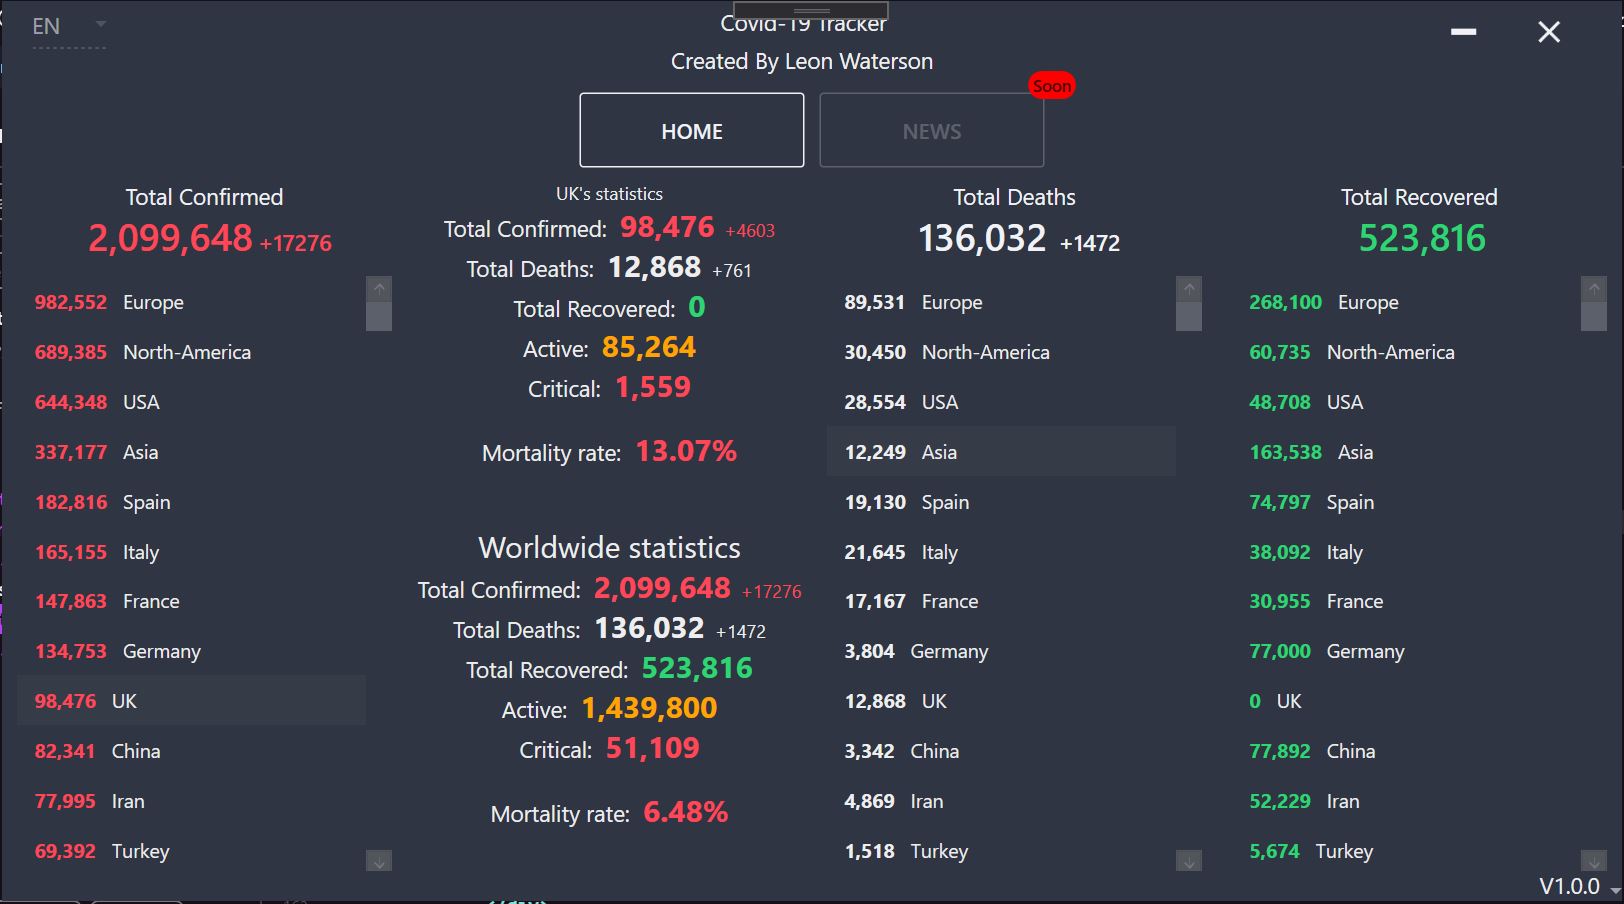 EN
Covid-19 Tracker
Created By Leon Waterson
Soon
HOME
NEWS
Total Confirmed
2,099,648 +17276
982,552 Europe
689,385 North-America
644,348 USA
337,177 Asia
182,816 Spain
165,155 Italy
147,863 France
134,753 Germany
98,476 UK
82,341 China
77,995 Iran
69,392 Turkey
UK's statistics
Total Confirmed: 98,476 +4603
Total Deaths: 12,868 +761
Total Recovered: 0
Active: 85,264
Critical: 1,559
Mortality rate: 13.07%
Worldwide statistics
Total Confirmed: 2,099,648 +17276
Total Deaths: 136,032 +1472
Total Recovered: 523,816
Active: 1,439,800
Critical: 51,109
Mortality rate: 6.48%
Total Deaths
136,032 +1472
89,531 Europe
30,450 North-America
28,554 USA
12,249 Asia
19,130 Spain
21,645 Italy
17,167 France
3,804 Germany
12,868 UK
3,342 China
4,869 Iran
1,518 Turkey
Total Recovered
523,816
268,100 Europe
60,735 North-America
48,708 USA
163,538 Asia
74,797 Spain
38,092 Italy
30,955 France
77,000 Germany
0 UK
77,892 China
52,229 Iran
5,674 Turkey
V1.0.0